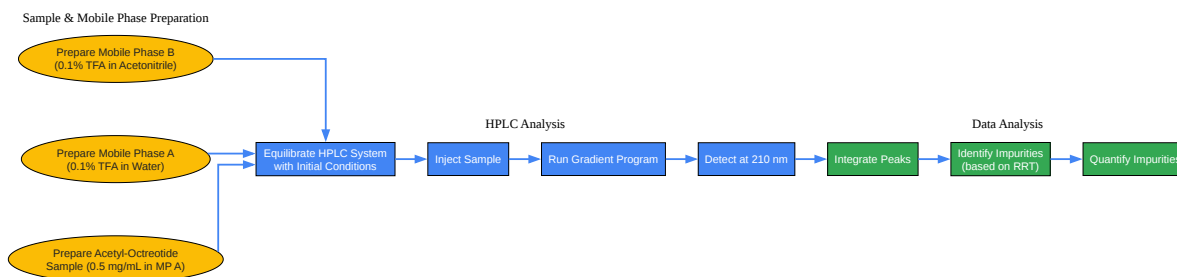 Sample & Mobile Phase Preparation
Prepare Mobile Phase B
(0.1% TFA in Acetonitrile)
Prepare Mobile Phase A
(0.1% TFA in Water)
Prepare Acetyl-Octreotide
Sample (0.5 mg/mL in MP A)
HPLC Analysis
Equilibrate HPLC System
with Initial Conditions
Inject Sample
Run Gradient Program
Detect at 210 nm
Data Analysis
Integrate Peaks
Identify Impurities
(based on RRT)
Quantify Impurities